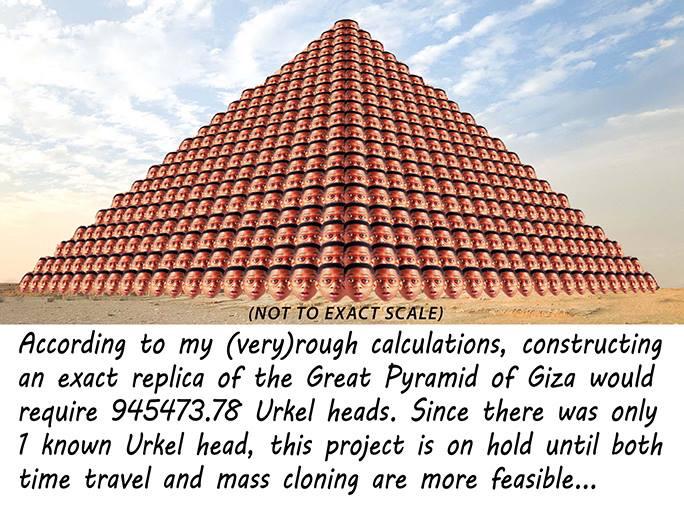 (NOT TO EXACT SCALE)
According to my (very)rough calculations, constructing
an exact replica of the Great Pyramid of Giza would
require 945473.78 Urkel heads. Since there was only
1 known Urkel head, this project is on hold until both
time travel and mass cloning are more feasible...